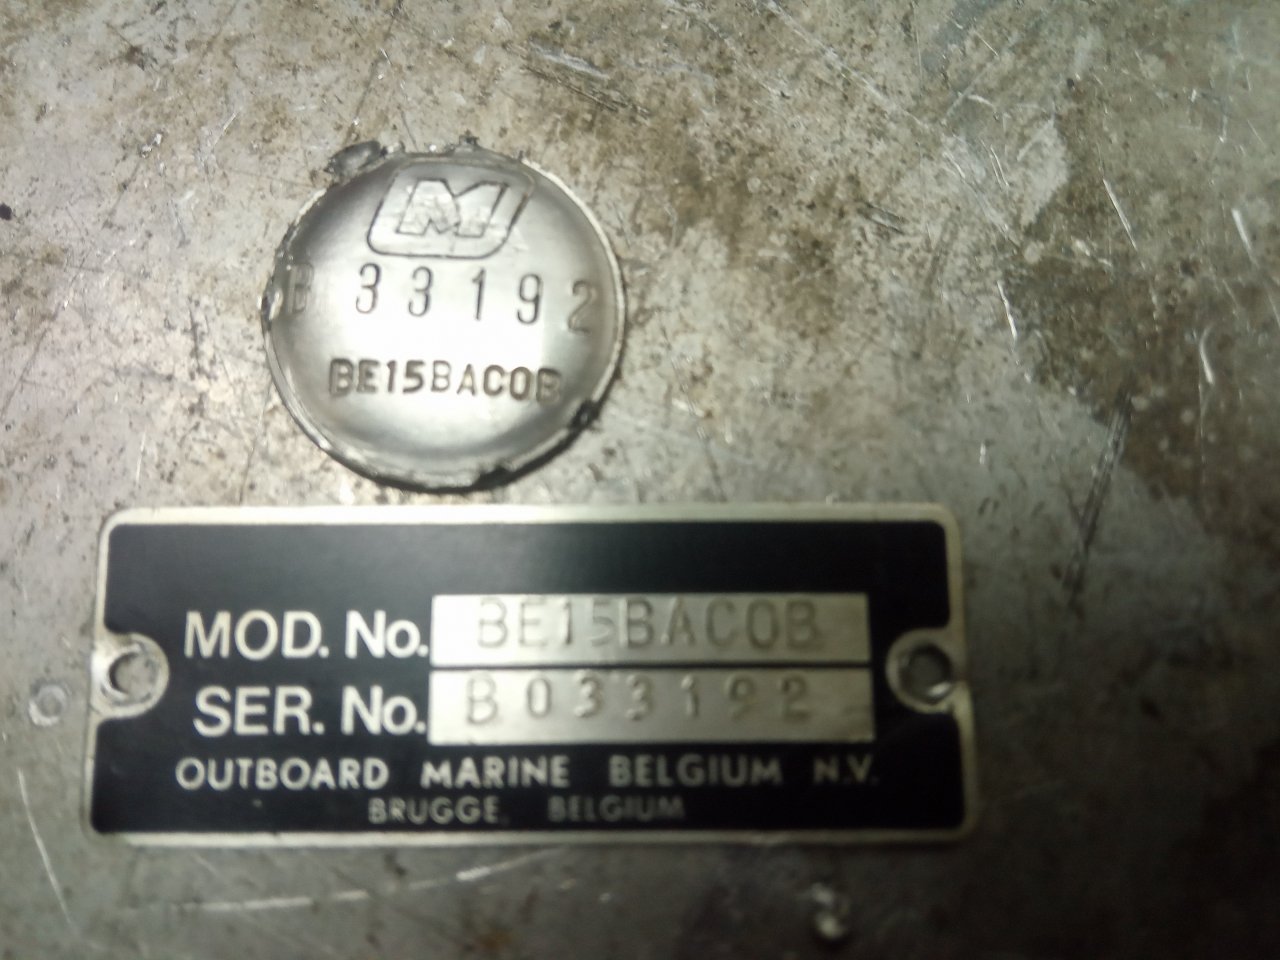 M
B 33192
BE15BACOB
MOD. No. BE15BACOB
SER. No. B033192
OUTBOARD MARINE BELGIUM N.V.
BRUGGE, BELGIUM